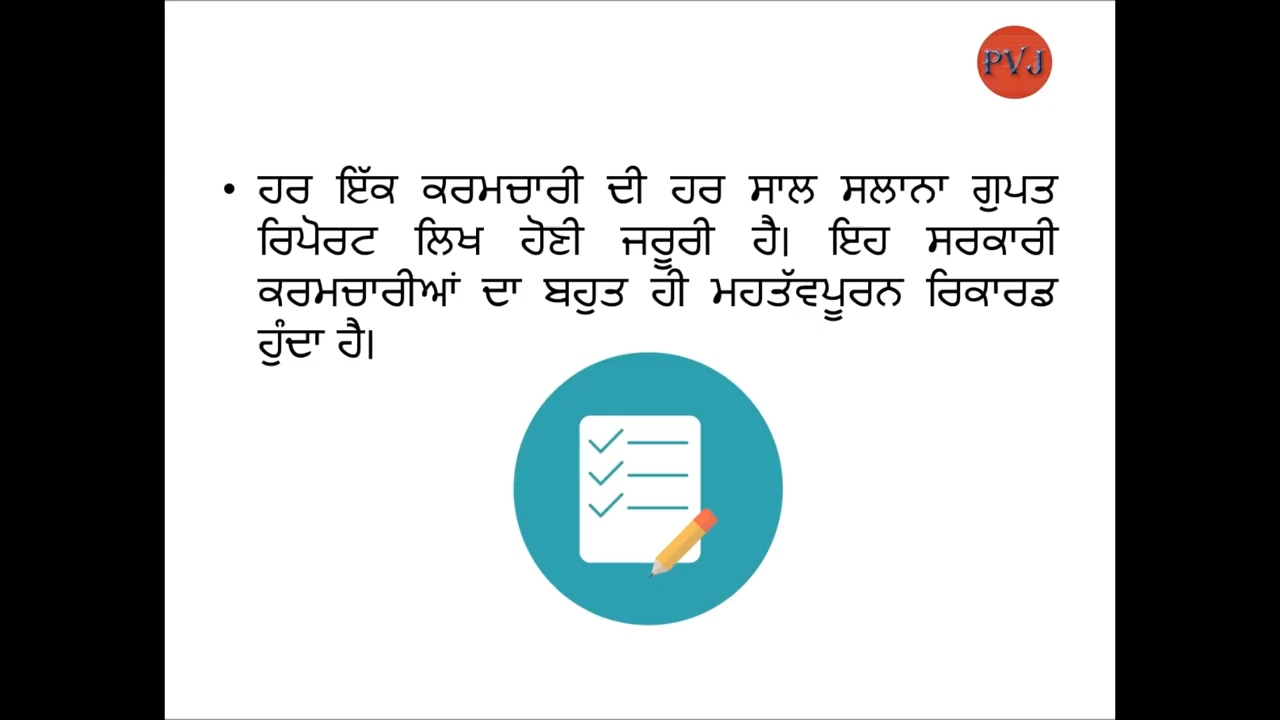 PVJ
• ਹਰ ਇੱਕ ਕਰਮਚਾਰੀ ਦੀ ਹਰ ਸਾਲ ਸਲਾਨਾ ਗੁਪਤ
ਰਿਪੋਰਟ ਲਿਖ ਹੋਣੀ ਜਰੂਰੀ ਹੈ। ਇਹ ਸਰਕਾਰੀ
ਕਰਮਚਾਰੀਆਂ ਦਾ ਬਹੁਤ ਹੀ ਮਹਤੱਵਪੂਰਨ ਰਿਕਾਰਡ
ਹੁੰਦਾ ਹੈ।